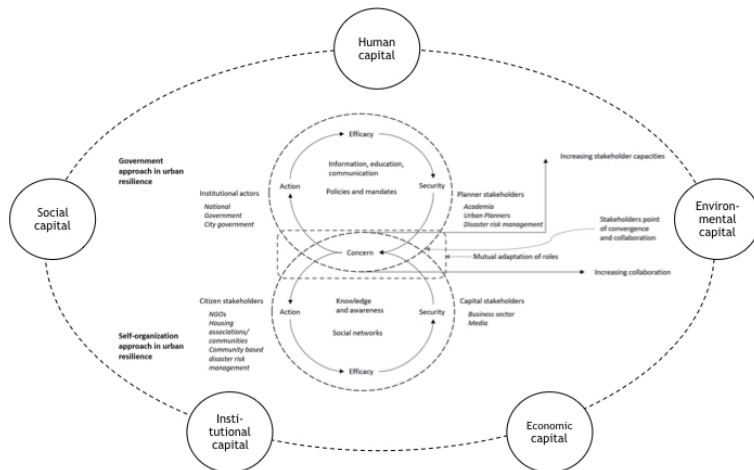 Human
capital
Government
approach in urban
resilience
Efficacy
Information, education,
communication
Policies and mandates
Action
Security
Institutional actors
National
Government
City government
Planner stakeholders
Academia
Urban Planners
Disaster risk management
Increasing stakeholder capacities
Social
capital
Environ-
mental
capital
Stakeholders point
of convergence
and collaboration
Concern
Mutual adaptation of roles
Increasing collaboration
Citizen stakeholders
NGOs
Housing
associations/
communities
Community based
disaster risk
management
Action
Knowledge
and awareness
Social networks
Security
Capital stakeholders
Business sector
Media
Self-organization
approach in urban
resilience
Efficacy
Insti-
tutional
capital
Economic
capital